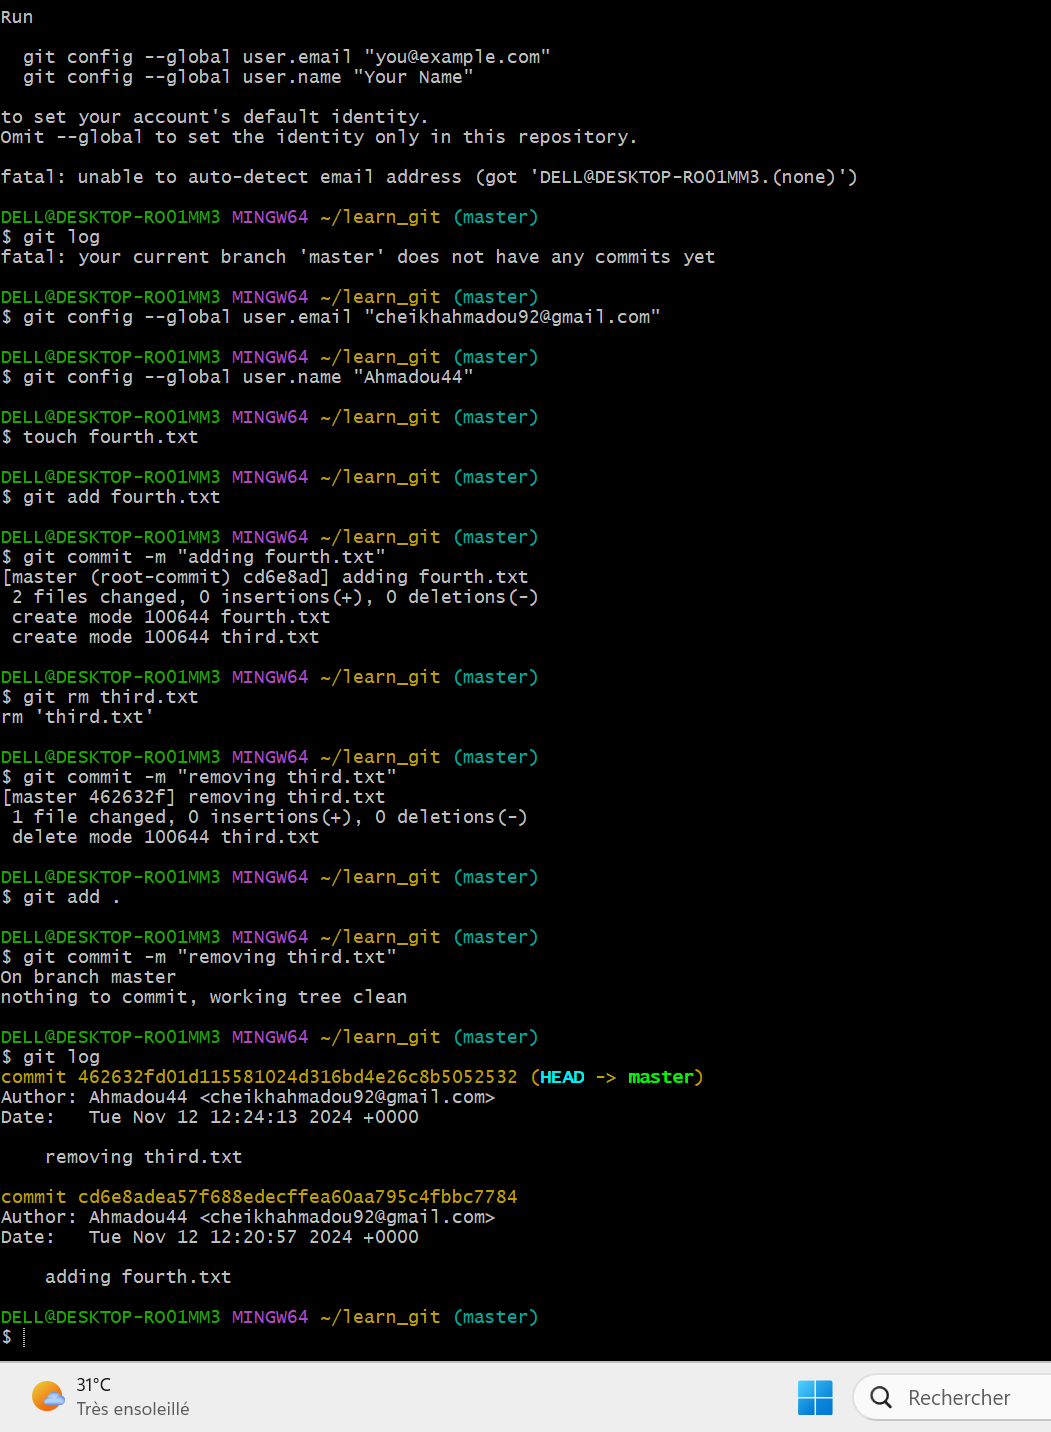 Run
git config --global user.email "you@example.com"
git config --global user.name "Your Name"
to set your account's default identity.
Omit --global to set the identity only in this repository.
fatal: unable to auto-detect email address (got 'DELL@DESKTOP-RO01MM3.(none)')
DELL@DESKTOP-RO01MM3 MINGW64 ~/learn_git (master)
$ git log
fatal: your current branch 'master' does not have any commits yet
DELL@DESKTOP-RO01MM3 MINGW64 ~/learn_git (master)
$ git config --global user.email "cheikhahmadou92@gmail.com"
DELL@DESKTOP-RO01MM3 MINGW64 ~/learn_git (master)
$ git config --global user.name "Ahmadou44"
DELL@DESKTOP-RO01MM3 MINGW64 ~/learn_git (master)
$ touch fourth.txt
DELL@DESKTOP-RO01MM3 MINGW64 ~/learn_git (master)
$ git add fourth.txt
DELL@DESKTOP-RO01MM3 MINGW64 ~/learn_git (master)
$ git commit -m "adding fourth.txt"
[master (root-commit) cd6e8ad] adding fourth.txt
2 files changed, 0 insertions(+), 0 deletions(-)
create mode 100644 fourth.txt
create mode 100644 third.txt
DELL@DESKTOP-RO01MM3 MINGW64 ~/learn_git (master)
$ git rm third.txt
rm 'third.txt'
DELL@DESKTOP-RO01MM3 MINGW64 ~/learn_git (master)
$ git commit -m "removing third.txt"
[master 462632f] removing third.txt
1 file changed, 0 insertions(+), 0 deletions(-)
delete mode 100644 third.txt
DELL@DESKTOP-RO01MM3 MINGW64 ~/learn_git (master)
$ git add .
DELL@DESKTOP-RO01MM3 MINGW64 ~/learn_git (master)
$ git commit -m "removing third.txt"
On branch master
nothing to commit, working tree clean
DELL@DESKTOP-RO01MM3 MINGW64 ~/learn_git (master)
$ git log
commit 462632fd01d115581024d316bd4e26c8b5052532 (HEAD -> master)
Author: Ahmadou44 <cheikhahmadou92@gmail.com>
Date:   Tue Nov 12 12:24:13 2024 +0000
removing third.txt
commit cd6e8adea57f688edecffea60aa795c4fbbc7784
Author: Ahmadou44 <cheikhahmadou92@gmail.com>
Date:   Tue Nov 12 12:20:57 2024 +0000
adding fourth.txt
DELL@DESKTOP-RO01MM3 MINGW64 ~/learn_git (master)
$
31°C
Très ensoleillé
Rechercher